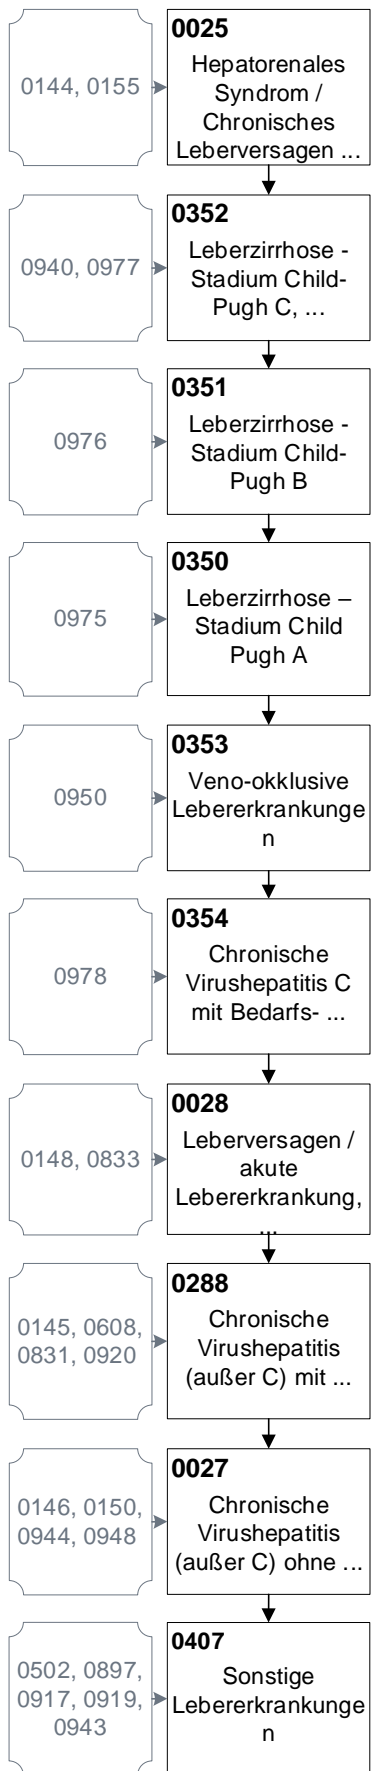 0144, 0155
0025
Hepatorenales
Syndrom /
Chronisches
Leberversagen ...
0940, 0977
0352
Leberzirrhose -
Stadium Child-
Pugh C, ...
0976
0351
Leberzirrhose -
Stadium Child-
Pugh B
0975
0350
Leberzirrhose –
Stadium Child
Pugh A
0950
0353
Veno-okklusive
Lebererkrankunge
n
0978
0354
Chronische
Virushepatitis C
mit Bedarfs- ...
0148, 0833
0028
Leberversagen /
akute
Lebererkrankung,
...
0145, 0608,
0831, 0920
0288
Chronische
Virushepatitis
(außer C) mit ...
0146, 0150,
0944, 0948
0027
Chronische
Virushepatitis
(außer C) ohne ...
0502, 0897,
0917, 0919,
0943
0407
Sonstige
Lebererkrankunge
n